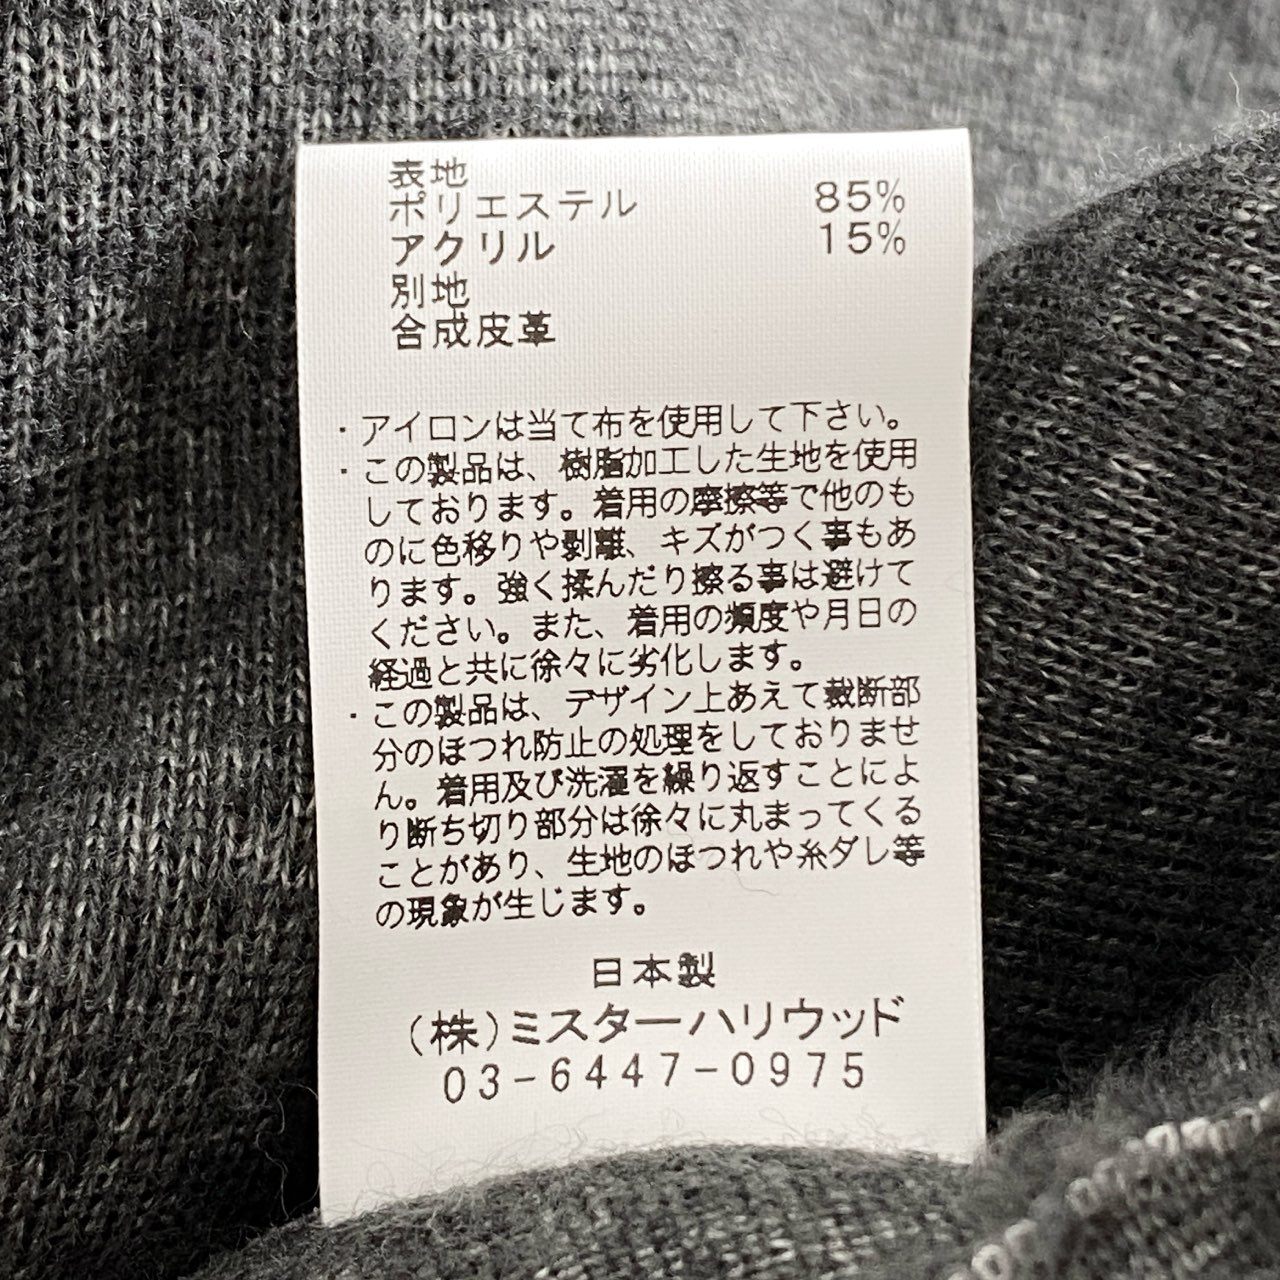 表地
ポリエステル 85%
アクリル 15%
別地
合成皮革
・アイロンは当て布を使用して下さい。
・この製品は、樹脂加工した生地を使用
しております。着用の摩擦等で他のも
のに色移りや剥離、キズがつく事もあ
ります。強く揉んだり擦る事は避けて
ください。また、着用の頻度や月日の
経過と共に徐々に劣化します。
・この製品は、デザイン上あえて裁断部
分のほつれ防止の処理をしておりませ
ん。着用及び洗濯を繰り返すことによ
り断ち切り部分は徐々に丸まってくる
ことがあり、生地のほつれや糸ダレ等
の現象が生じます。
日本製
(株)ミスターハリウッド
03-6447-0975